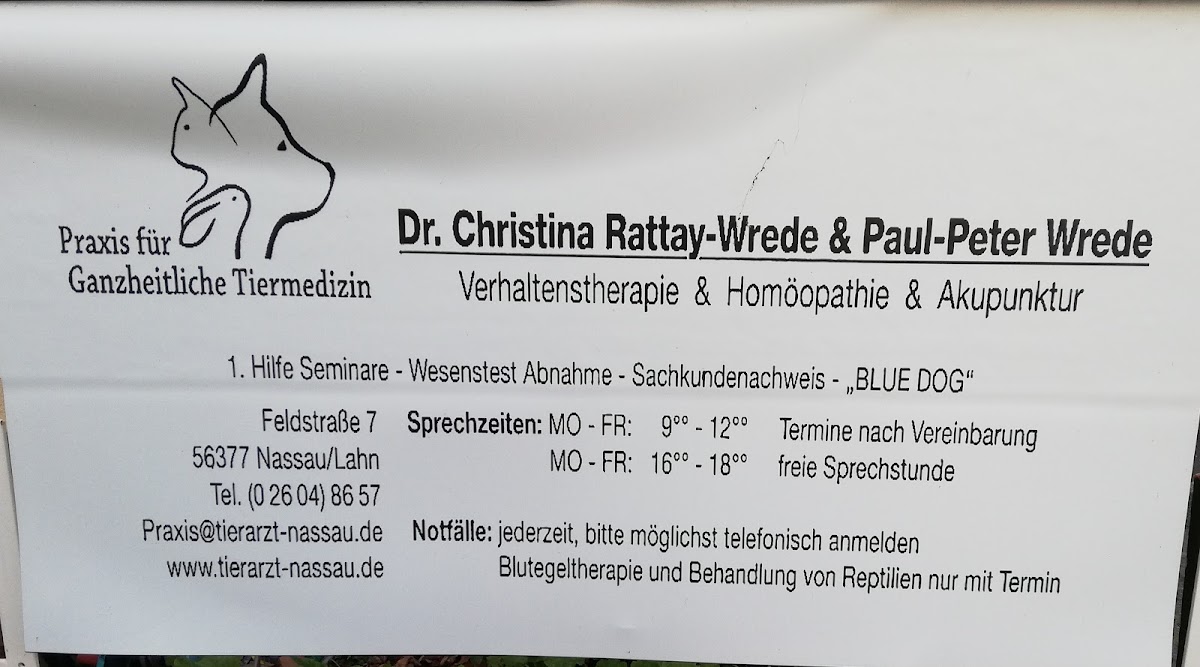 Praxis für
Ganzheitliche Tiermedizin
Dr. Christina Rattay-Wrede & Paul-Peter Wrede
Verhaltenstherapie & Homöopathie & Akupunktur
1. Hilfe Seminare - Wesenstest Abnahme - Sachkundenachweis - „BLUE DOG“
Feldstraße 7
56377 Nassau/Lahn
Tel. (0 26 04) 86 57
Praxis@tierarzt-nassau.de
www.tierarzt-nassau.de
Sprechzeiten: MO - FR: 9°° - 12°° Termine nach Vereinbarung
MO - FR: 16°° - 18°° freie Sprechstunde
Notfälle: jederzeit, bitte möglichst telefonisch anmelden
Blutegeltherapie und Behandlung von Reptilien nur mit Termin